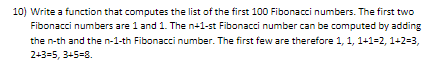 10) Write a function that computes the list of the first 100 Fibonacci numbers. The first two
Fibonacci numbers are 1 and 1. The n+1-st Fibonacci number can be computed by adding
the n-th and the n-1-th Fibonacci number. The first few are therefore 1, 1, 1+1=2, 1+2=3,
2+3=5, 3+5=8.